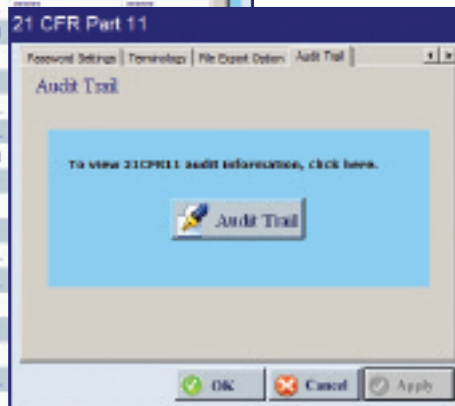 21 CFR Part 11
Password Settings Terminology File Export Option Audit Trail
Audit Trail
To view 21CFR11 audit information, click here.
Audit Trail
OK Cancel Apply